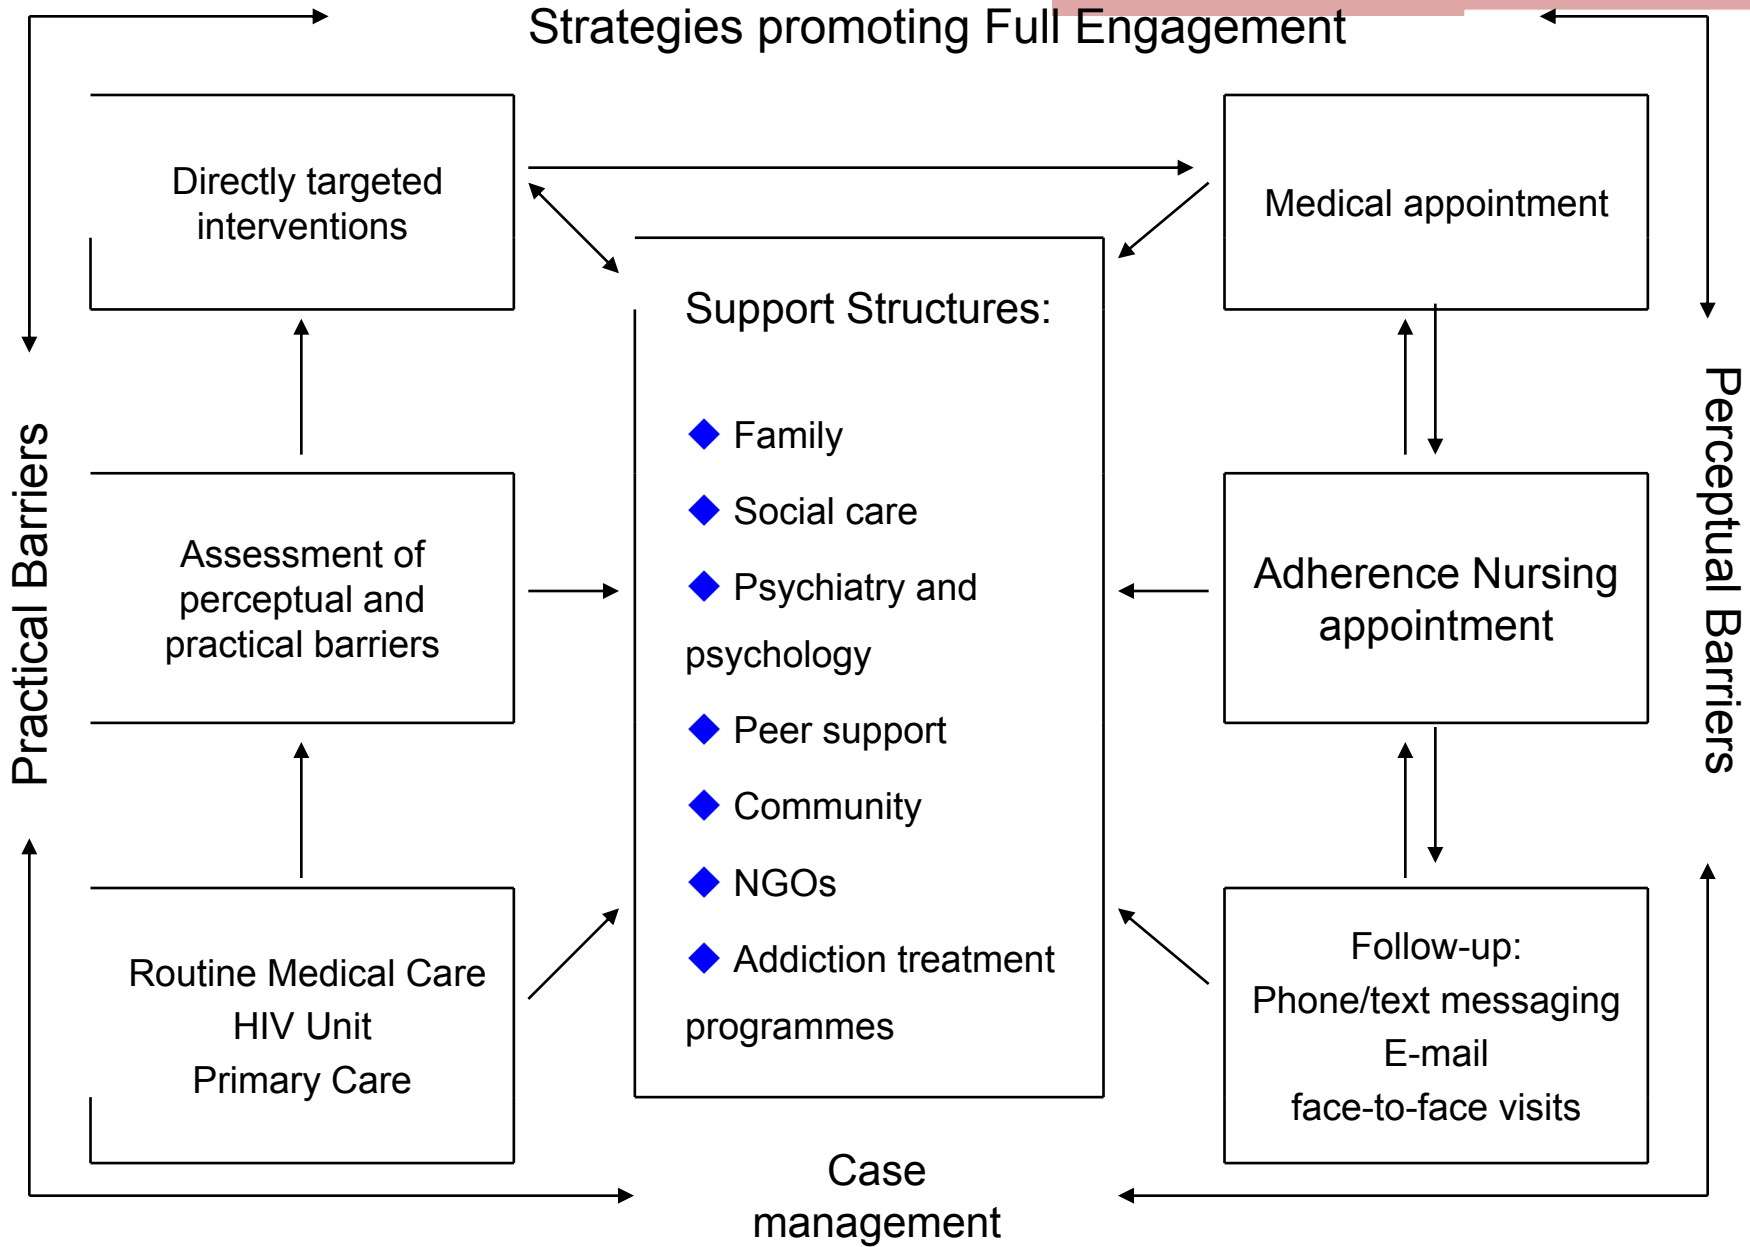 Strategies promoting Full Engagement
Directly targeted
interventions
Medical appointment
Support Structures:
Family
Social care
Psychiatry and
psychology
Peer support
Community
NGOs
Addiction treatment
programmes
Practical Barriers
Assessment of
perceptual and
practical barriers
Adherence Nursing
appointment
Perceptual Barriers
Routine Medical Care
HIV Unit
Primary Care
Follow-up:
Phone/text messaging
E-mail
face-to-face visits
Case
management